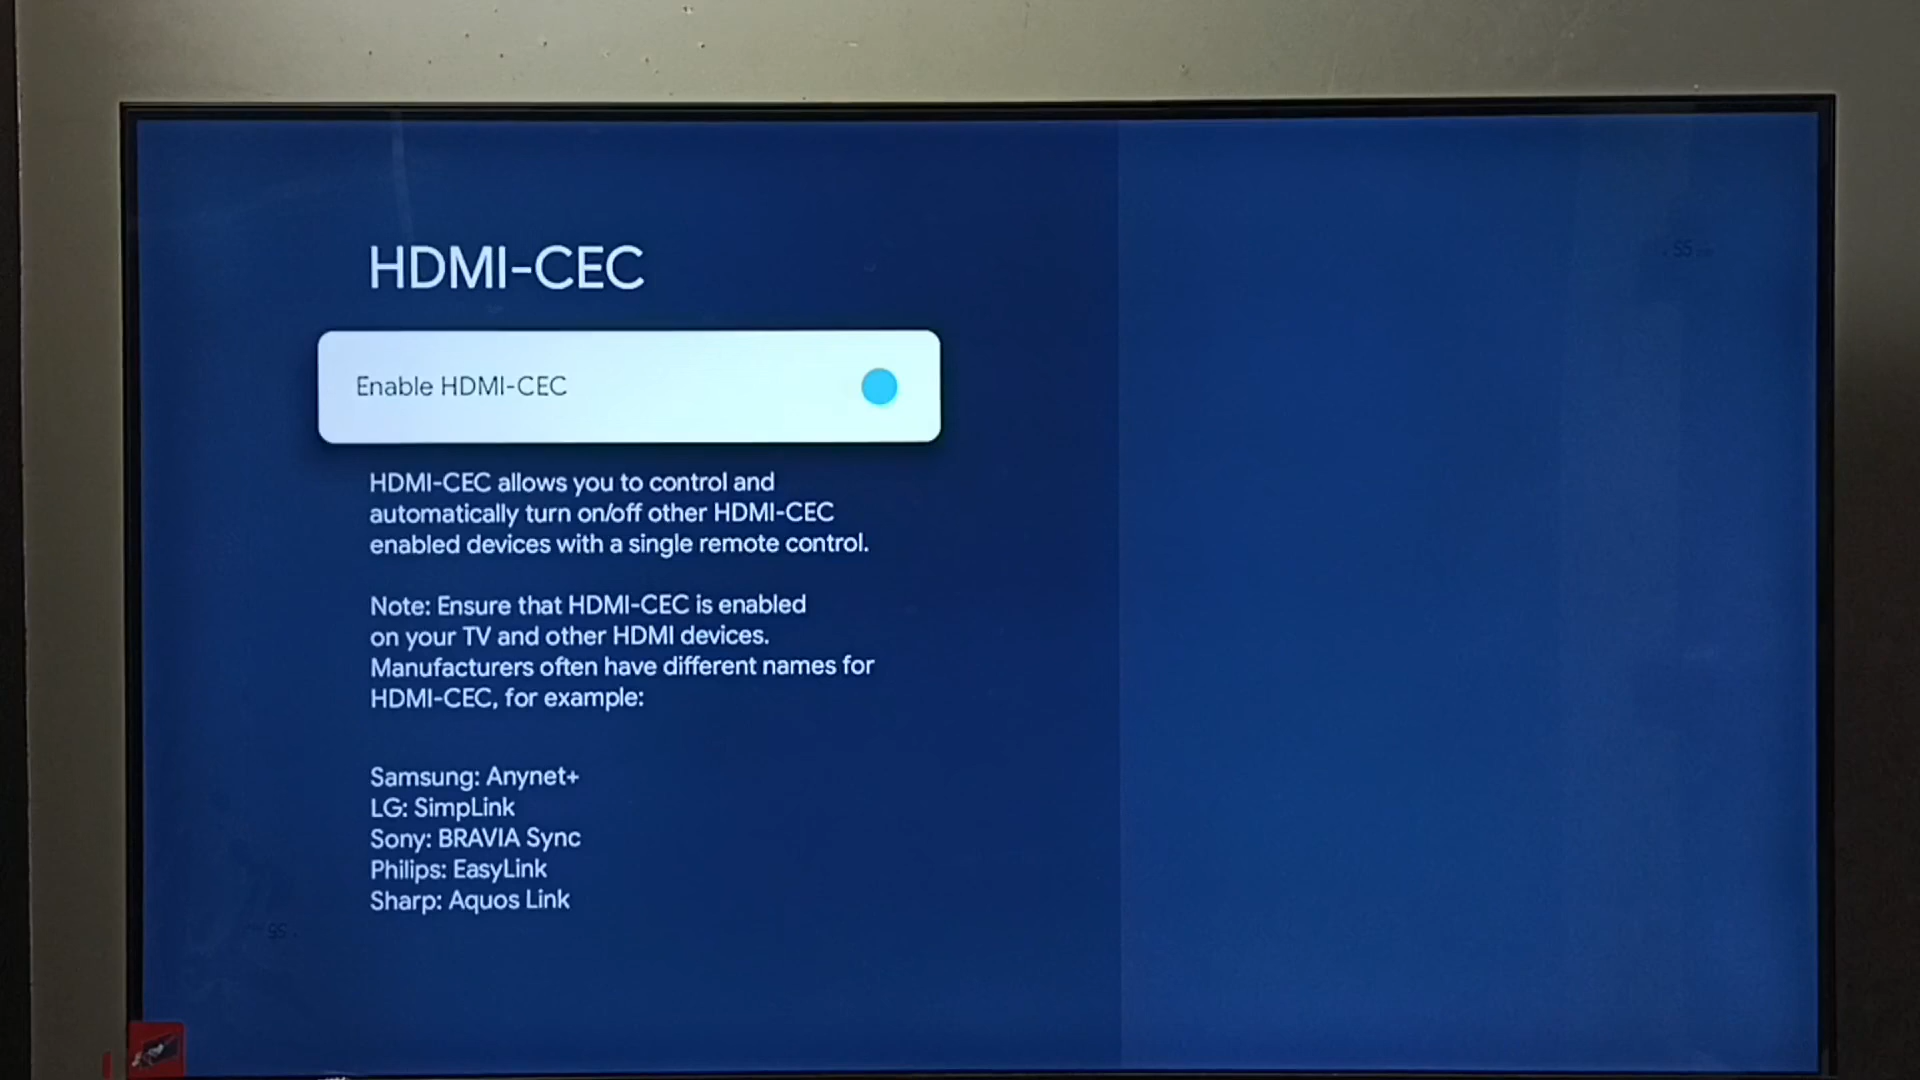 HDMI-CEC
Enable HDMI-CEC
HDMI-CEC allows you to control and
automatically turn on/off other HDMI-CEC
enabled devices with a single remote control.
Note: Ensure that HDMI-CEC is enabled
on your TV and other HDMI devices.
Manufacturers often have different names for
HDMI-CEC, for example:
Samsung: Anynet+
LG: SimpLink
Sony: BRAVIA Sync
Philips: EasyLink
Sharp: Aquos Link